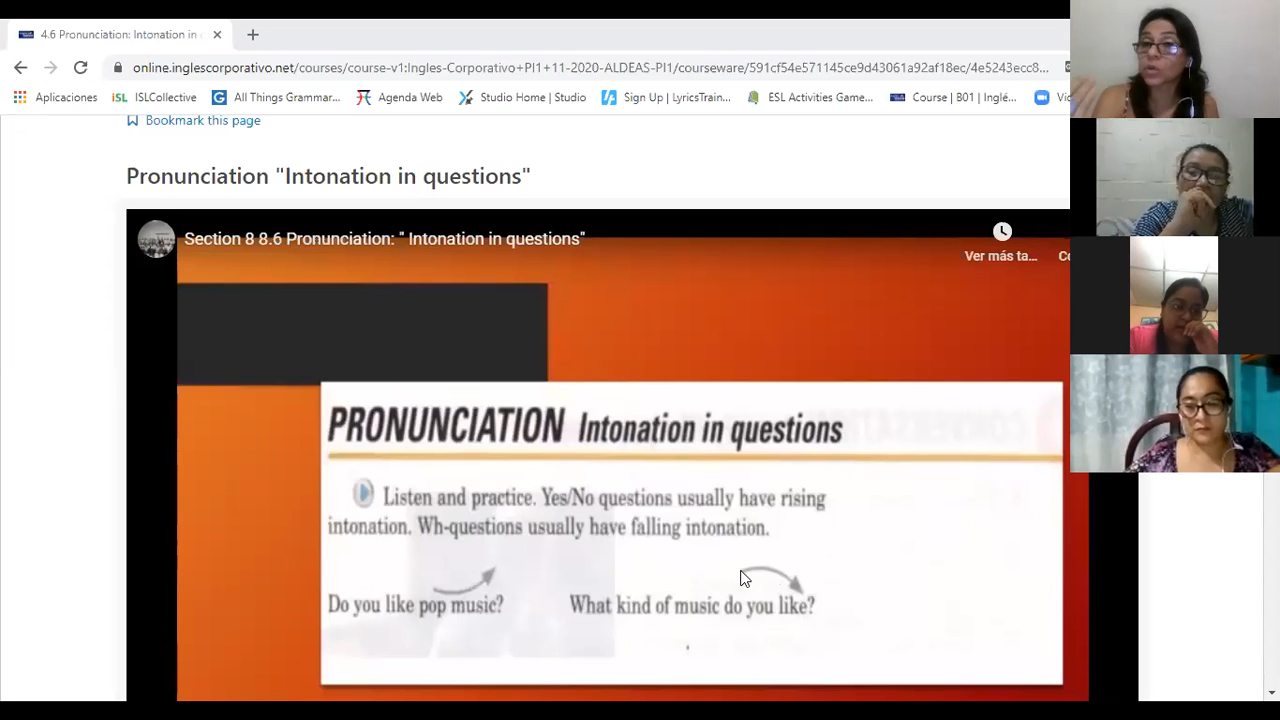 4.6 Pronunciation: Intonation in
online.inglescorporativo.net/courses/course-v1:Ingles-Corporativo+PI1+11-2020-ALDEAS-PI1/courseware/591cf54e571145ce9d43061a92af18ec/4e5243ecc8...
Aplicaciones ISLCollective All Things Grammar... Agenda Web Studio Home | Studio Sign Up | LyricsTrain... ESL Activities Game... Course | B01 | Inglé... Vid
Bookmark this page
Pronunciation "Intonation in questions"
Section 8 8.6 Pronunciation: " Intonation in questions"
Ver más ta...
PRONUNCIATION Intonation in questions
Listen and practice. Yes/No questions usually have rising
intonation. Wh-questions usually have falling intonation.
Do you like pop music? What kind of music do you like?